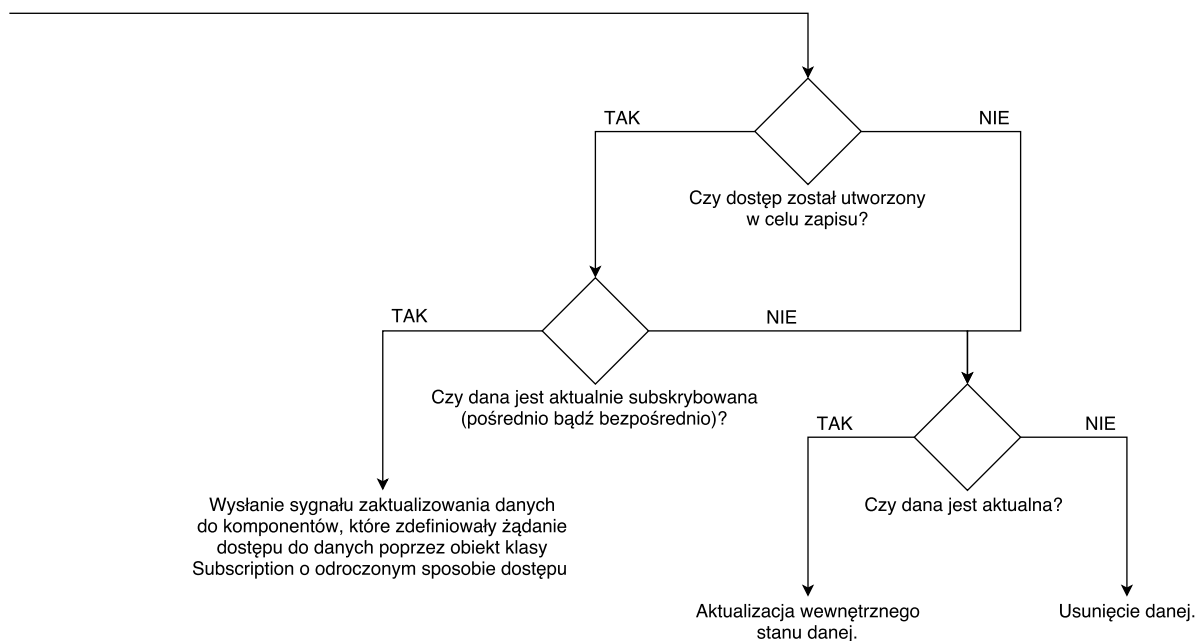 TAK
NIE
Czy dostęp został utworzony
w celu zapisu?
TAK
NIE
Czy dana jest aktualnie subskrybowana
(pośrednio bądź bezpośrednio)?
TAK
NIE
Czy dana jest aktualna?
Wysłanie sygnału zaktualizowania danych
do komponentów, które zdefiniowały żądanie
dostępu do danych poprzez obiekt klasy
Subscription o odroczonym sposobie dostępu
Aktualizacja wewnętrznego
stanu danej.
Usunięcie danej.